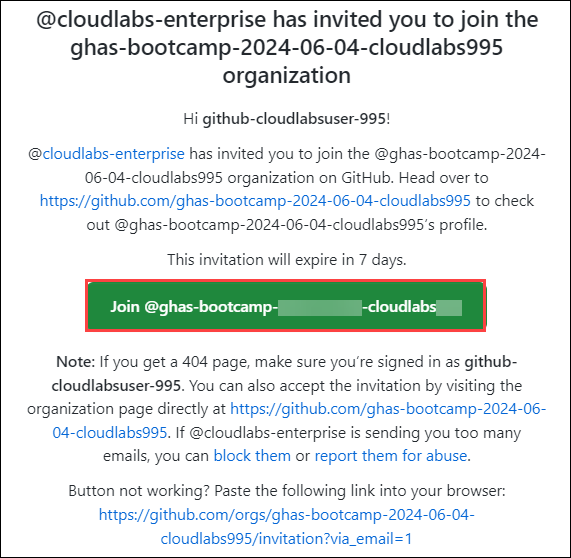 @cloudlabs-enterprise has invited you to join the
ghas-bootcamp-2024-06-04-cloudlabs995
organization
Hi github-cloudlabsuser-995!
@cloudlabs-enterprise has invited you to join the @ghas-bootcamp-2024-
06-04-cloudlabs995 organization on GitHub. Head over to
https://github.com/ghas-bootcamp-2024-06-04-cloudlabs995 to check
out @ghas-bootcamp-2024-06-04-cloudlabs995's profile.
This invitation will expire in 7 days.
Join @ghas-bootcamp- -cloudlabs
Note: If you get a 404 page, make sure you're signed in as github-
cloudlabsuser-995. You can also accept the invitation by visiting the
organization page directly at https://github.com/ghas-bootcamp-2024-06-
04-cloudlabs995. If @cloudlabs-enterprise is sending you too many
emails, you can block them or report them for abuse.
Button not working? Paste the following link into your browser:
https://github.com/orgs/ghas-bootcamp-2024-06-04-
cloudlabs995/invitation?via_email=1